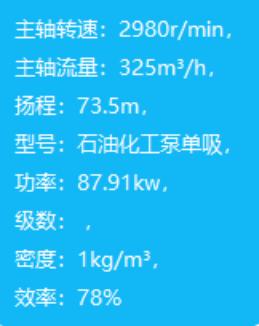 主轴转速：2980r/min，
主轴流量：325m³/h，
扬程：73.5m，
型号：石油化工泵单吸，
功率：87.91kw，
级数： ，
密度：1kg/m³，
效率：78%